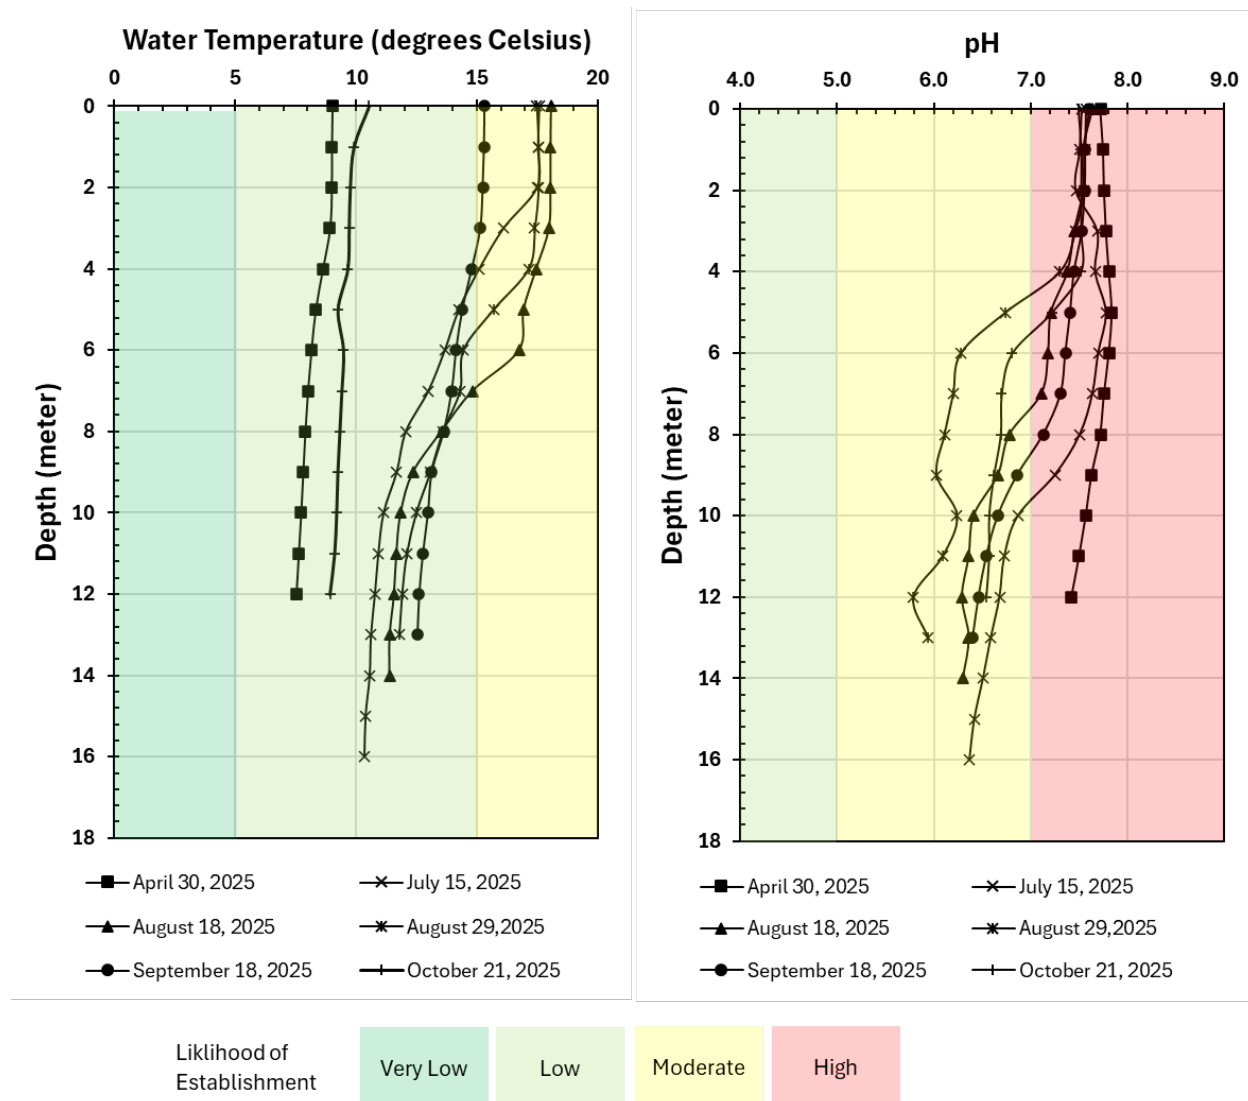 Water Temperature (degrees Celsius)
0 5 10 15 20
0
2
4
6
8
10
12
14
16
18
Depth (meter)
April 30, 2025 July 15, 2025
August 18, 2025 August 29,2025
September 18, 2025 October 21, 2025
pH
4.0 5.0 6.0 7.0 8.0 9.0
0
2
4
6
8
10
12
14
16
18
Depth (meter)
April 30, 2025 July 15, 2025
August 18, 2025 August 29,2025
September 18, 2025 October 21, 2025
Liklihood of
Establishment
Very Low Low Moderate High